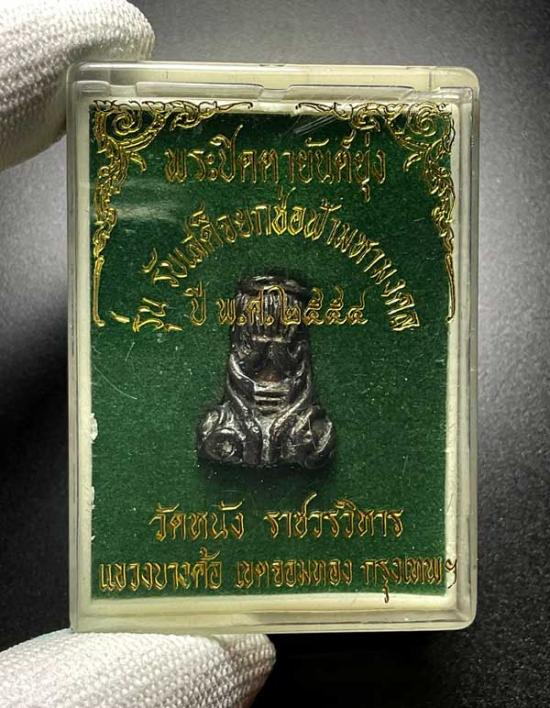 พระปิดตายันต์ยุ่ง
รุ่น รับเสด็จยกช่อฟ้ามหามงคล
ปี พ.ศ.๒๕๕๔
วัดหนัง ราชวรวิหาร
แขวงบางค้อ เขตจอมทอง กรุงเทพฯ